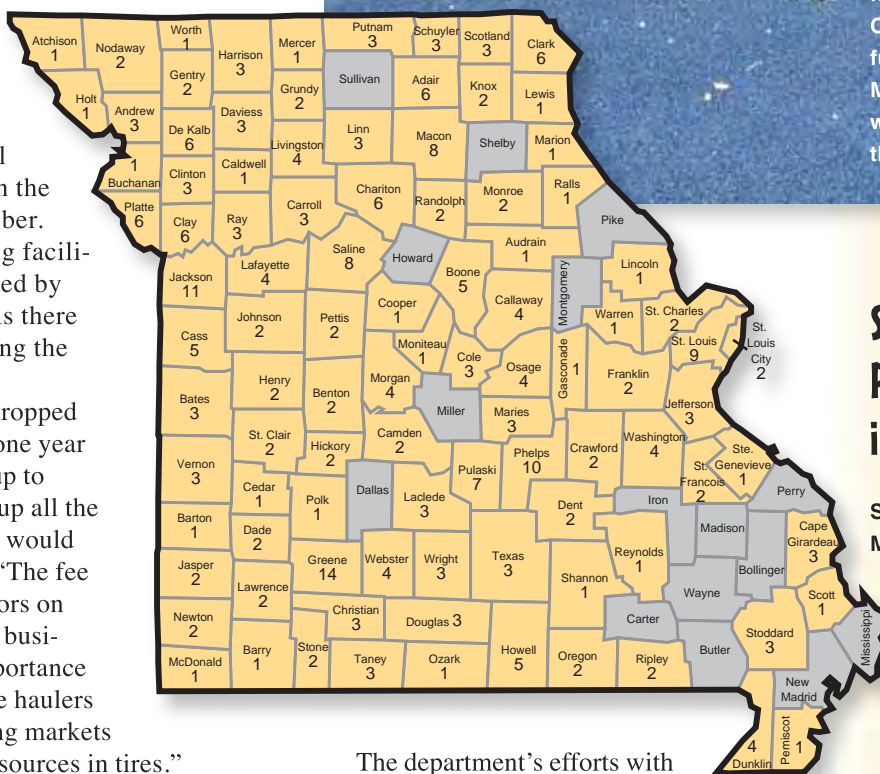 Atchison
1
Nodaway
2
Worth
1
Harrison
3
Mercer
1
Putnam
3
Schuyler
3
Scotland
3
Clark
6
Gentry
2
Sullivan
Adair
6
Knox
2
Lewis
1
Holt
1
Andrew
3
De Kalb
6
Daviess
3
Grundy
2
Livingston
4
Linn
3
Macon
8
Shelby
Marion
1
1
Buchanan
Clinton
3
Caldwell
1
Carroll
3
Chariton
6
Randolph
2
Monroe
2
Ralls
1
Pike
Platte
6
Clay
6
Ray
3
Saline
8
Howard
Boone
5
Audrain
1
Montgomery
Lincoln
1
Jackson
11
Lafayette
4
Cooper
1
Callaway
4
Warren
1
St. Charles
2
St. Louis
9
St.
Louis
City
2
Cass
5
Johnson
2
Pettis
2
Moniteau
1
Cole
3
Osage
4
Gasconade
1
Franklin
2
Jefferson
3
Bates
3
Henry
2
Benton
2
Morgan
4
Miller
Maries
3
Vernon
3
St. Clair
2
Hickory
2
Camden
2
Pulaski
7
Phelps
10
Crawford
2
Washington
4
St.
Francois
2
Ste.
Genevieve
1
Perry
Barton
1
Cedar
1
Polk
1
Dallas
Laclede
3
Dent
2
Iron
Madison
Bollinger
Cape
Girardeau
3
Dade
2
Jasper
2
Greene
14
Webster
4
Wright
3
Texas
3
Shannon
1
Reynolds
1
Wayne
Scott
1
Mississippi
Lawrence
2
Newton
2
Christian
3
Douglas 3
Carter
Butler
Stoddard
3
McDonald
1
Barry
1
Stone
2
Taney
3
Ozark
1
Howell
5
Oregon
2
Ripley
2
New
Madrid
4
Dunklin
Pemiscot
1
l
n the
ber.
g facili-
ed by
s there
ng the
ropped
one year
up to
up all the
would
“The fee
ors on
busi-
portance
e haulers
ng markets
sources in tires.”
The department’s efforts with